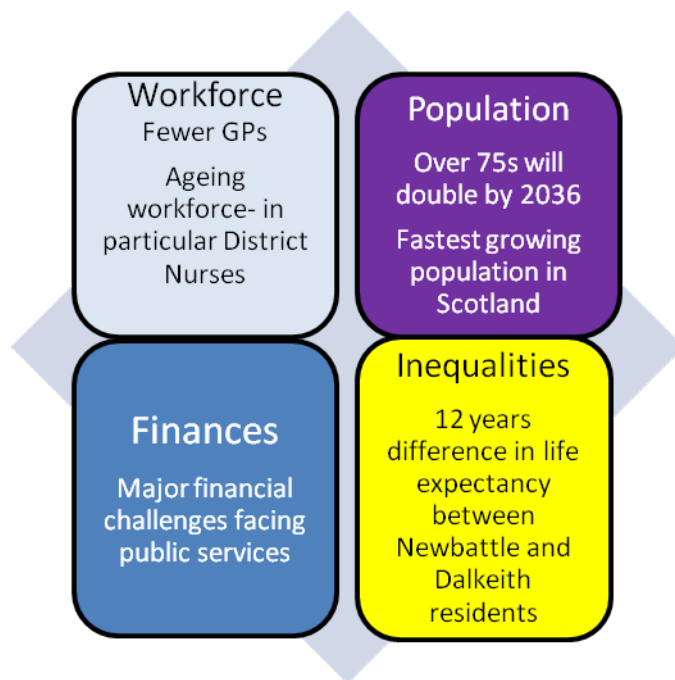 Workforce
Fewer GPs
Ageing
workforce- in
particular District
Nurses
Population
Over 75s will
double by 2036
Fastest growing
population in
Scotland
Finances
Major financial
challenges facing
public services
Inequalities
12 years
difference in life
expectancy
between
Newbattle and
Dalkeith
residents